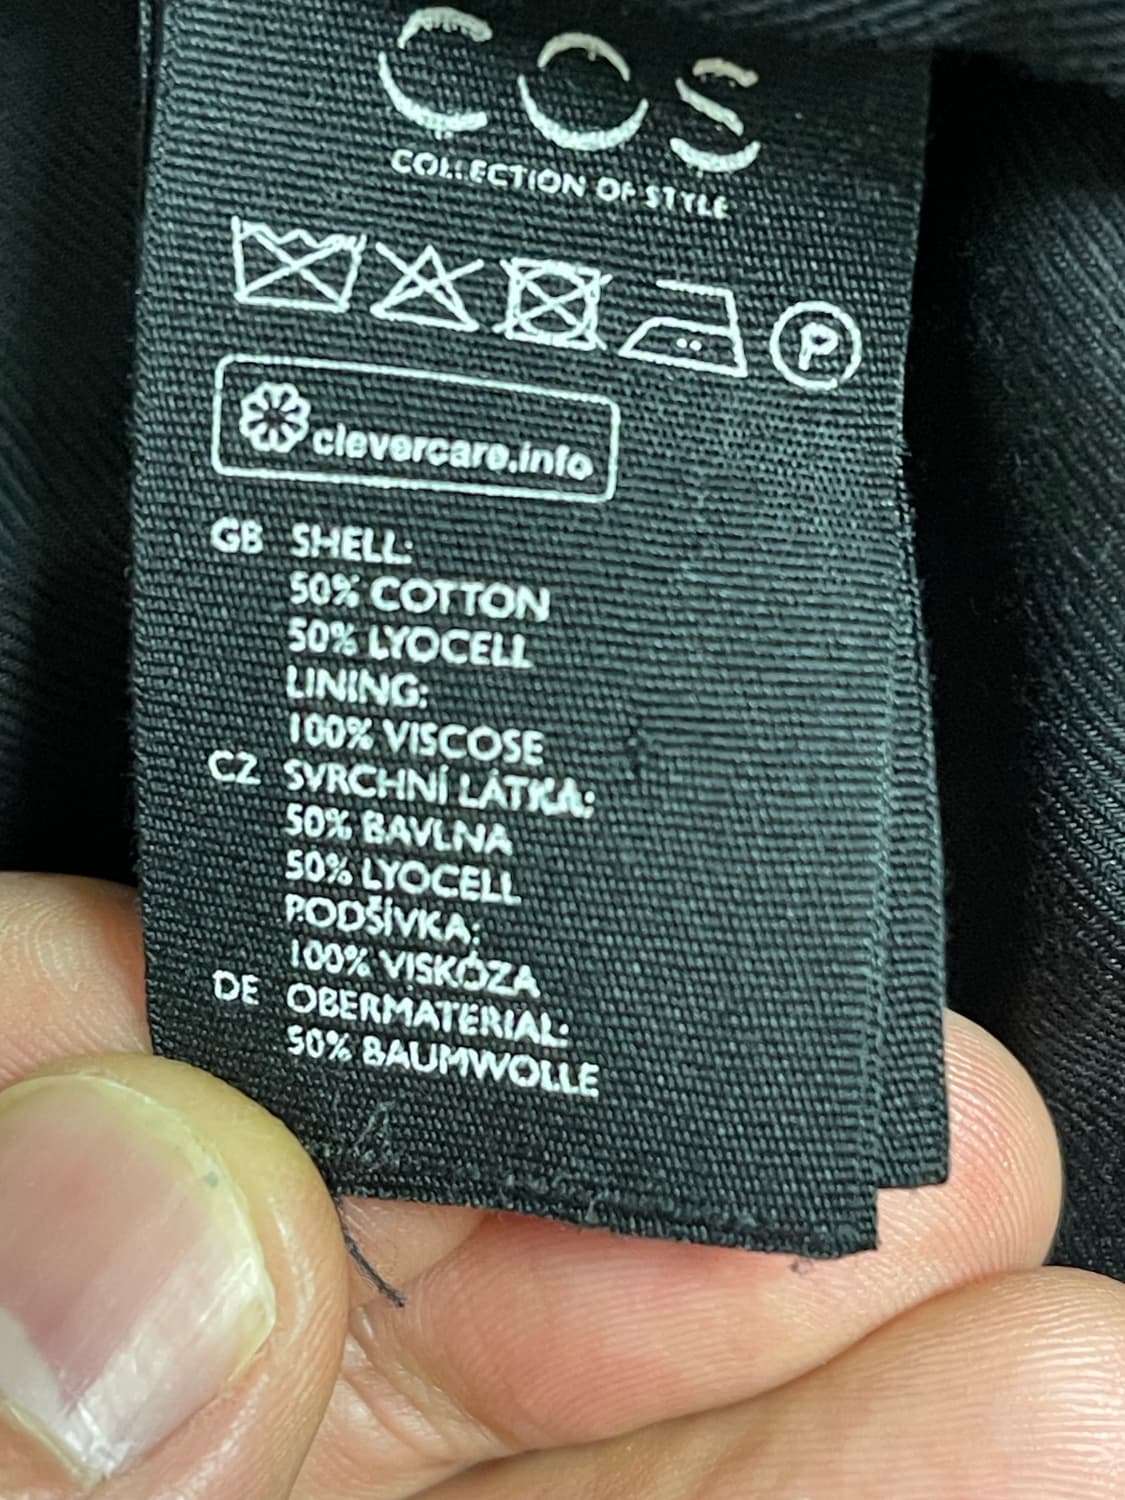 COS
COLLECTION OF STYLE
P
clevercare.info
GB SHELL:
50% COTTON
50% LYOCELL
LINING:
100% VISCOSE
CZ SVRCHNÍ LÁTKA:
50% BAVLNA
50% LYOCELL
PODŠÍVKA:
100% VISKÓZA
DE OBERMATERIAL:
50% BAUMWOLLE